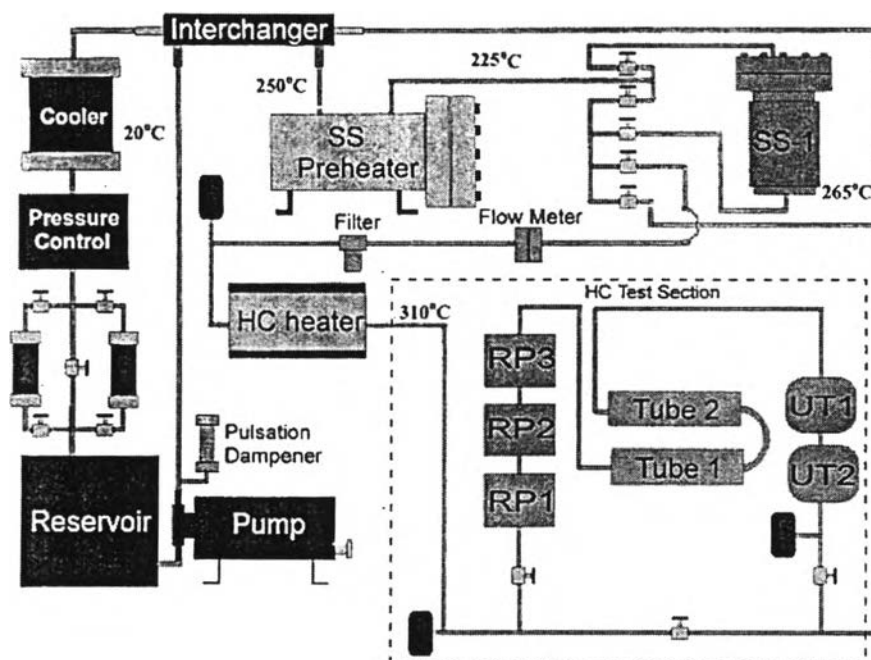 Interchanger
225°C
250°C
Cooler
20°C
SS
Preheater
SS 1
265°C
Pressure
Control
Filter
Flow Meter
HC heater
310°C
HC Test Section
RP3
RP2
RP1
Tube 2
Tube 1
UT1
UT2
Pulsation
Dampener
Reservoir
Pump